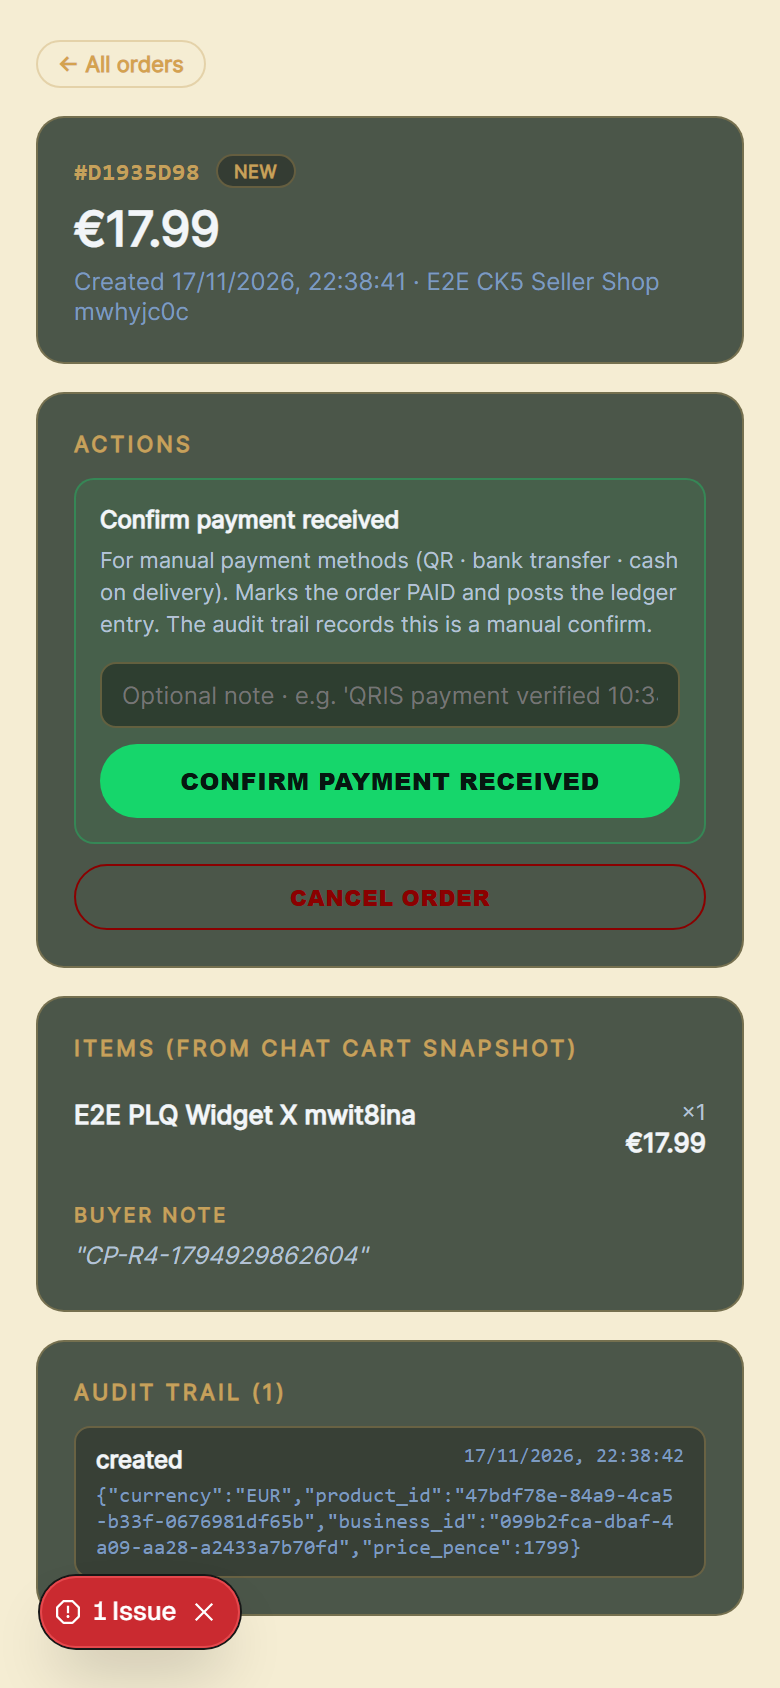 ← All orders
#D1935D98 NEW
€17.99
Created 17/11/2026, 22:38:41 · E2E CK5 Seller Shop
mwhyjc0c
ACTIONS
Confirm payment received
For manual payment methods (QR · bank transfer · cash
on delivery). Marks the order PAID and posts the ledger
entry. The audit trail records this is a manual confirm.
Optional note · e.g. 'QRIS payment verified 10:3
CONFIRM PAYMENT RECEIVED
CANCEL ORDER
ITEMS (FROM CHAT CART SNAPSHOT)
E2E PLQ Widget X mwit8ina ×1
€17.99
BUYER NOTE
"CP-R4-1794929862604"
AUDIT TRAIL (1)
created 17/11/2026, 22:38:42
{"currency":"EUR","product_id":"47bdf78e-84a9-4ca5
-b33f-0676981df65b","business_id":"099b2fca-dbaf-4
a09-aa28-a2433a7b70fd","price_pence":1799}
1 Issue